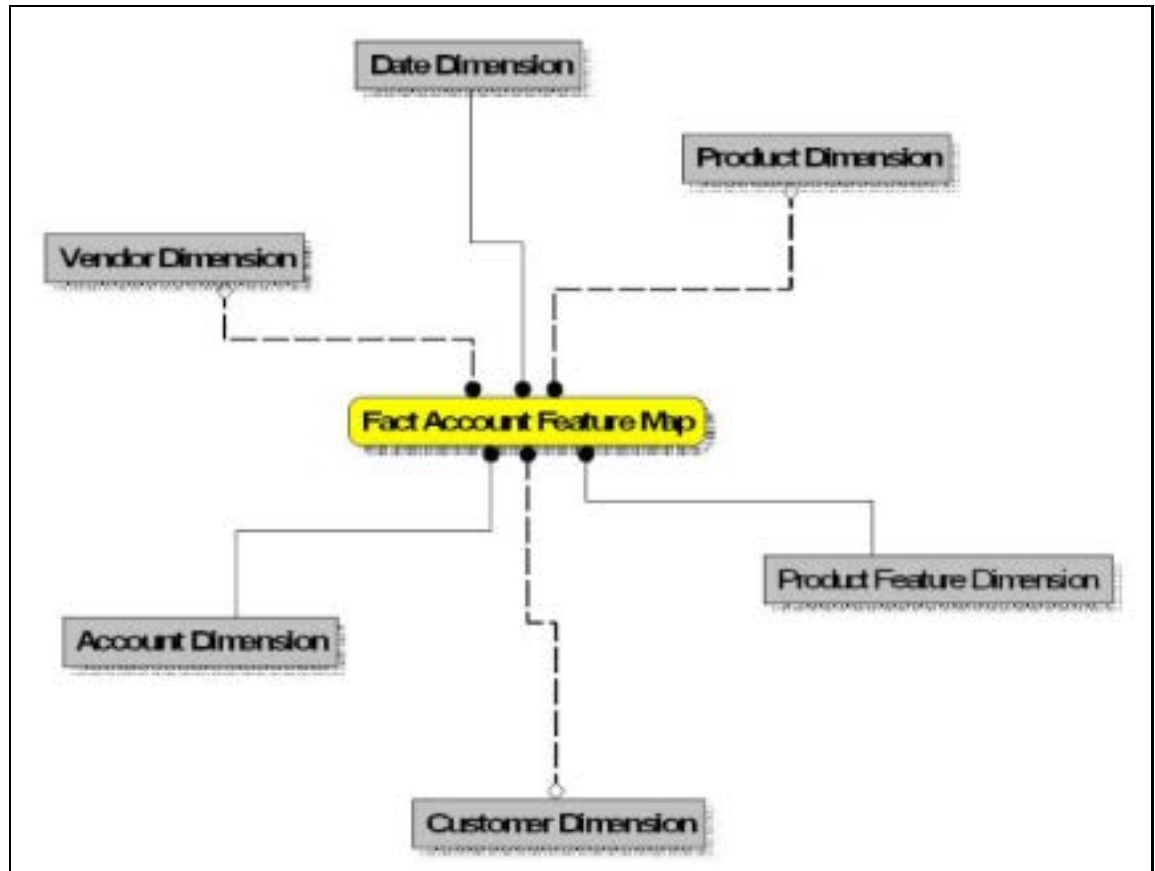 Date Dimension
Product Dimension
Vendor Dimension
Fact Account Feature Map
Product Feature Dimension
Account Dimension
Customer Dimension